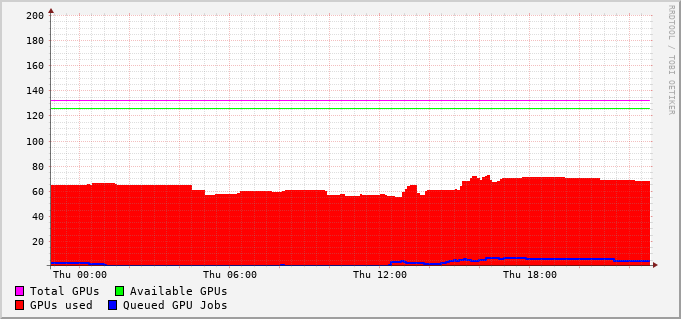 200
180
160
140
120
100
80
60
40
20
Thu 00:00 Thu 06:00 Thu 12:00 Thu 18:00
Total GPUs Available GPUs
GPUs used Queued GPU Jobs
RRDTOOL / TOBI OETIKER